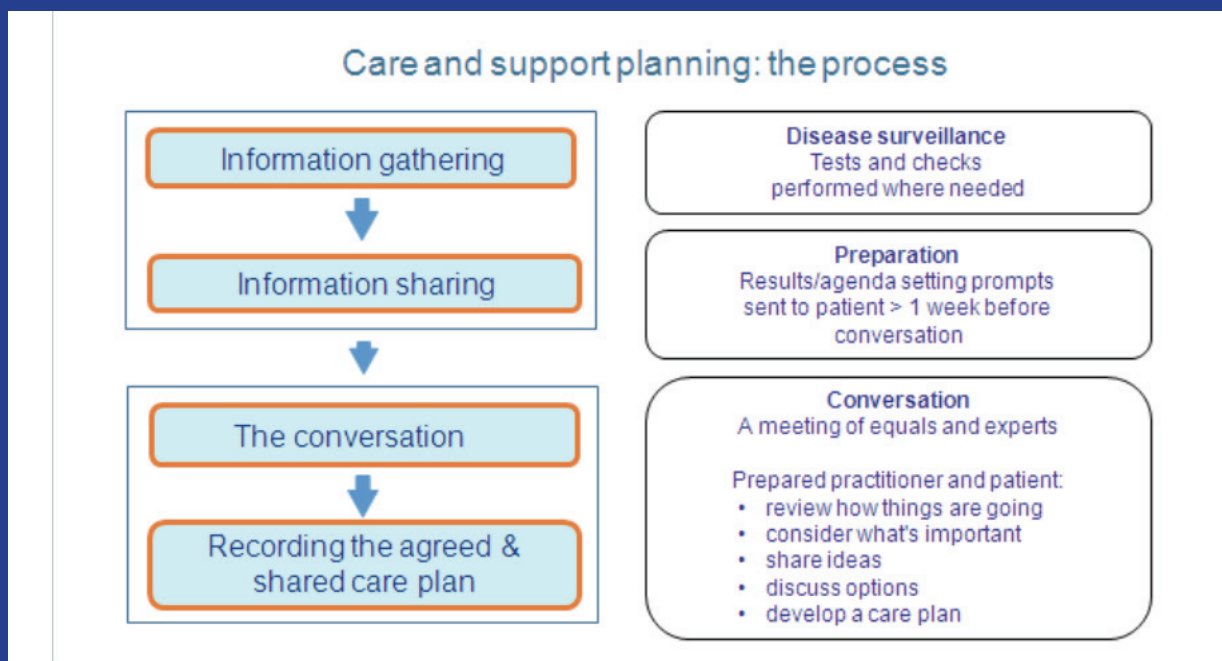 Care and support planning: the process
Information gathering
Information sharing
The conversation
Recording the agreed &
shared care plan
Disease surveillance
Tests and checks
performed where needed
Preparation
Results/agenda setting prompts
sent to patient > 1 week before
conversation
Conversation
A meeting of equals and experts
Prepared practitioner and patient:
• review how things are going
• consider what's important
• share ideas
• discuss options
• develop a care plan